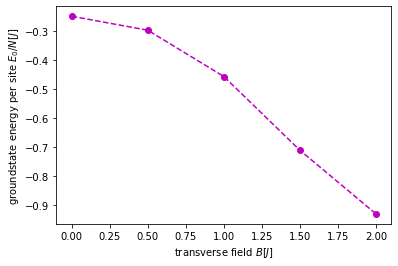 groundstate energy per site E₀/N[J]
−0.3
−0.4
−0.5
−0.6
−0.7
−0.8
−0.9
0.00 0.25 0.50 0.75 1.00 1.25 1.50 1.75 2.00
transverse field B[J]